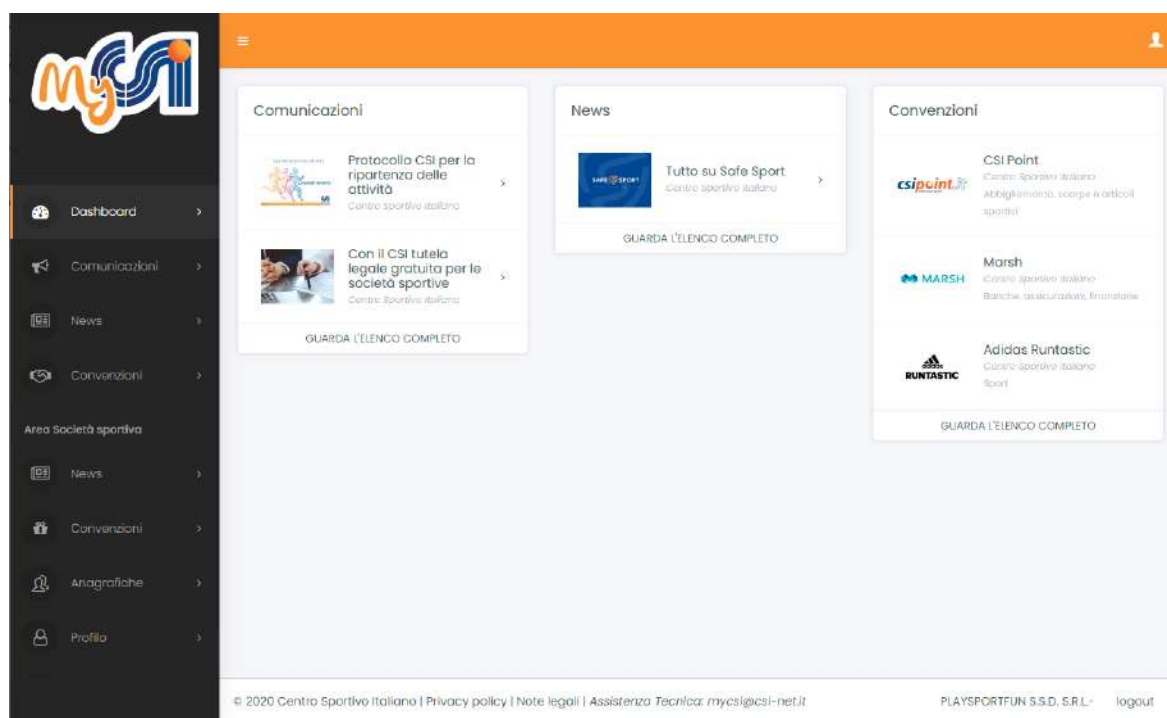 My CSI
Dashboard
Comunicazioni
News
Convenzioni
Area Società sportiva
News
Convenzioni
Anagrafiche
Profilo
Comunicazioni
Protocollo CSI per la
ripartenza delle
attività
Centro Sportivo Italiano
Con il CSI tutela
legale gratuita per le
società sportive
Centro Sportivo Italiano
GUARDA L'ELENCO COMPLETO
News
SAFE SPORT
Tutto su Safe Sport
Centro Sportivo Italiano
GUARDA L'ELENCO COMPLETO
Convenzioni
csipoint.it
CSI Point
Centro Sportivo Italiano
Abbigliamento, scarpe e articoli
sportivi
MARSH
Marsh
Centro Sportivo Italiano
Banche, assicurazioni, finanziarie
adidas
RUNTASTIC
Adidas Runtastic
Centro Sportivo Italiano
Sport
GUARDA L'ELENCO COMPLETO
© 2020 Centro Sportivo Italiano | Privacy policy | Note legali | Assistenza Tecnica: mycsi@csi-net.it
PLAYSPORTFUN S.S.D. S.R.L.-
logout